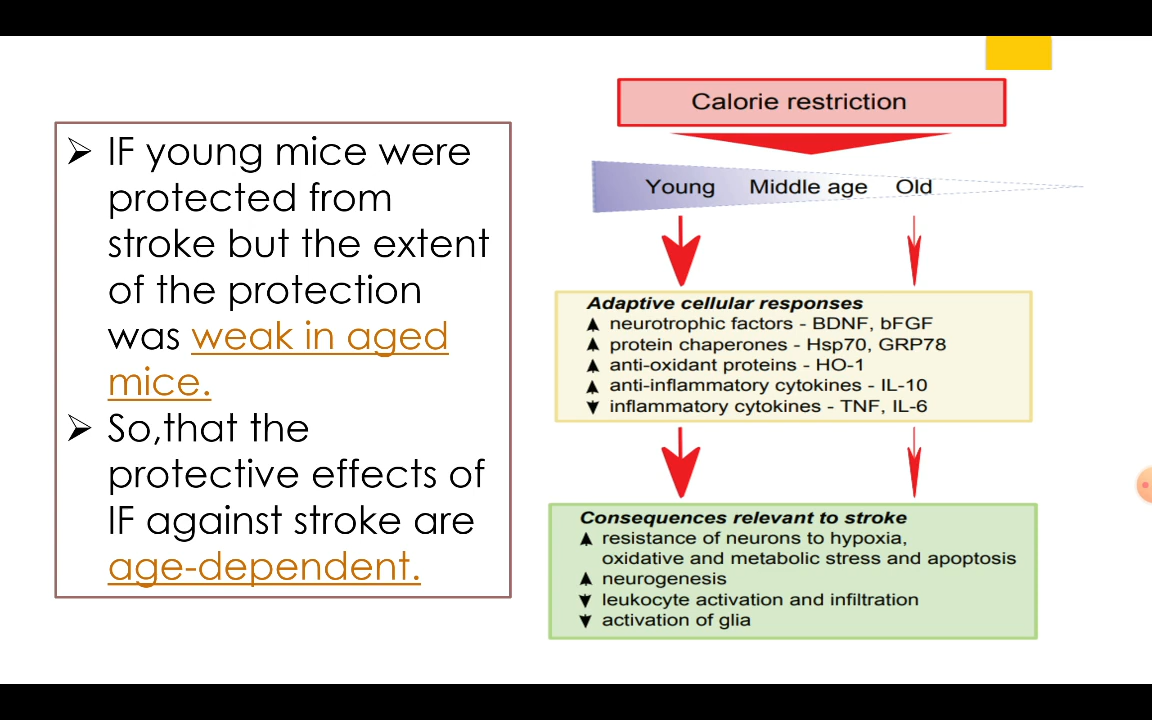 ➢ IF young mice were
protected from
stroke but the extent
of the protection
was weak in aged
mice.
➢ So,that the
protective effects of
IF against stroke are
age-dependent.
Calorie restriction
Young Middle age Old
Adaptive cellular responses
neurotrophic factors - BDNF, bFGF
protein chaperones - Hsp70, GRP78
anti-oxidant proteins - HO-1
anti-inflammatory cytokines - IL-10
inflammatory cytokines - TNF, IL-6
Consequences relevant to stroke
resistance of neurons to hypoxia,
oxidative and metabolic stress and apoptosis
neurogenesis
leukocyte activation and infiltration
activation of glia